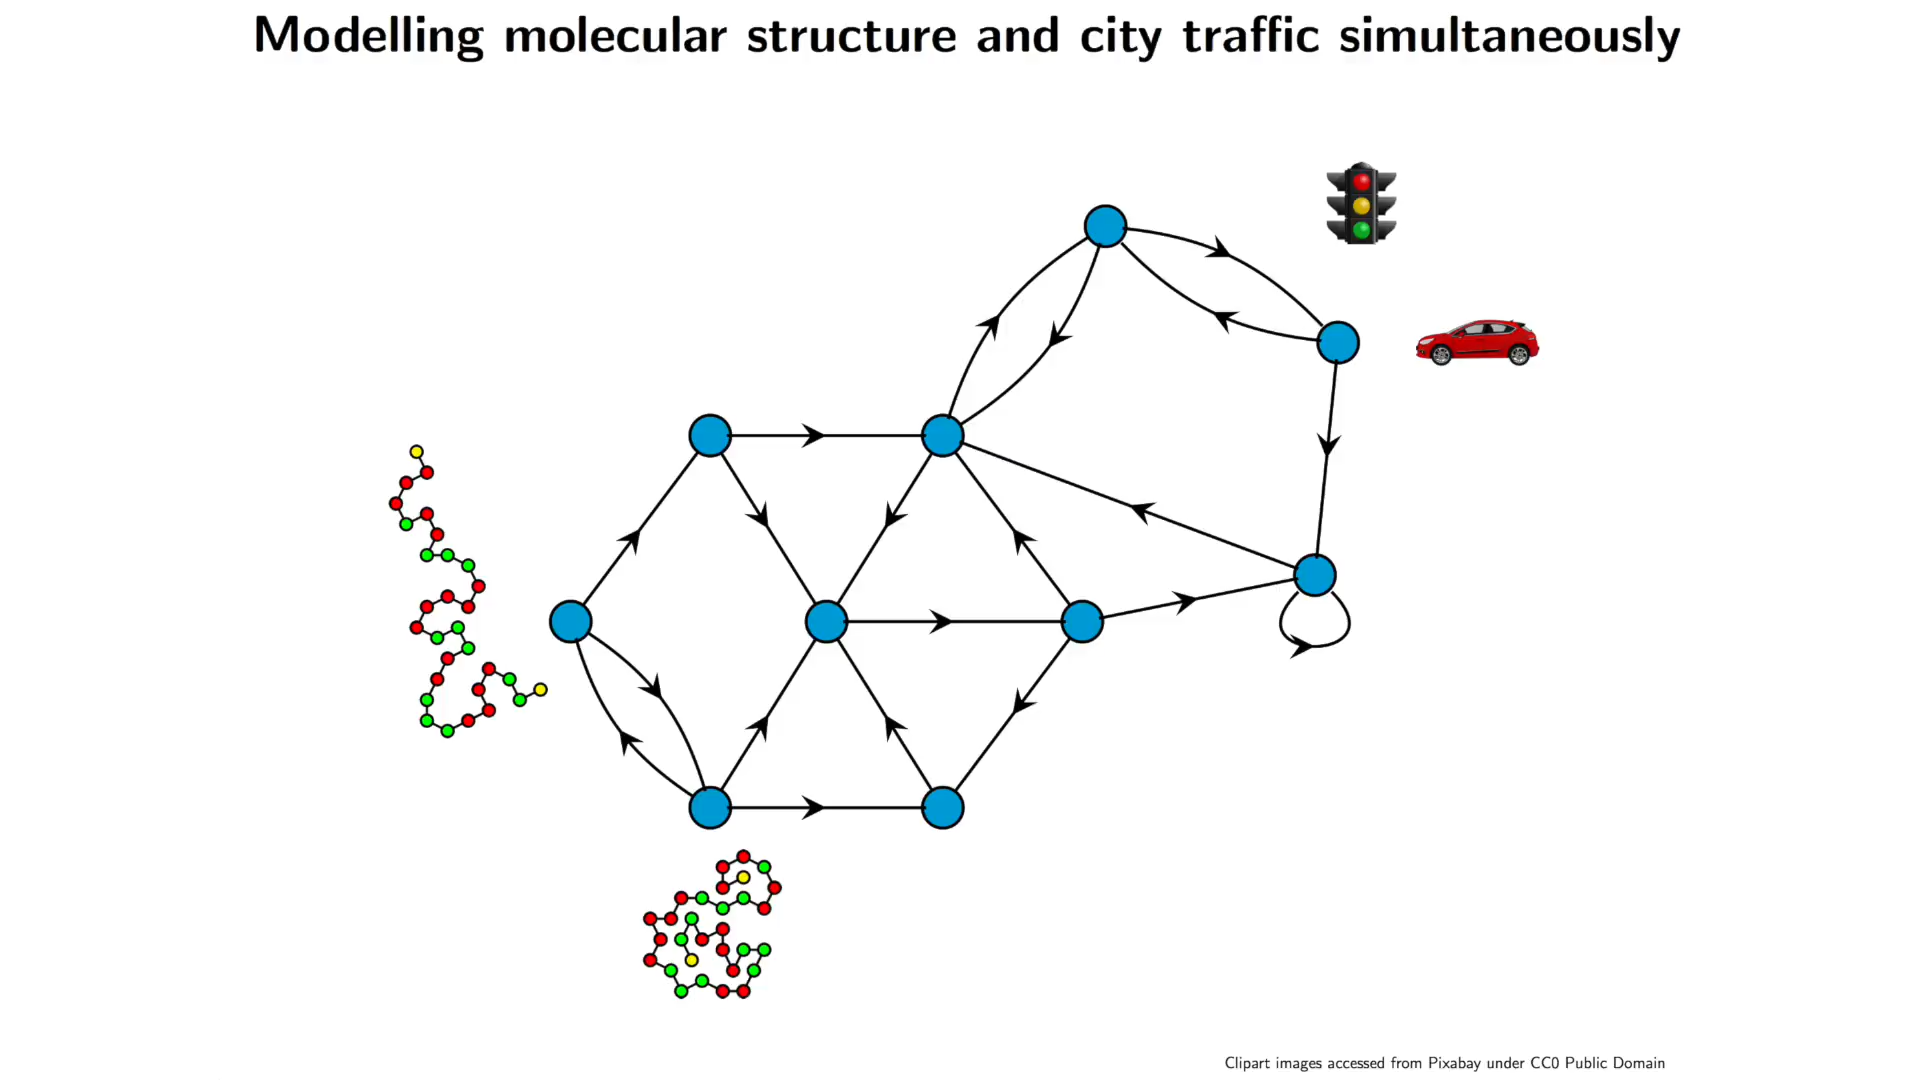 Modelling molecular structure and city traffic simultaneously
Clipart images accessed from Pixabay under CC0 Public Domain